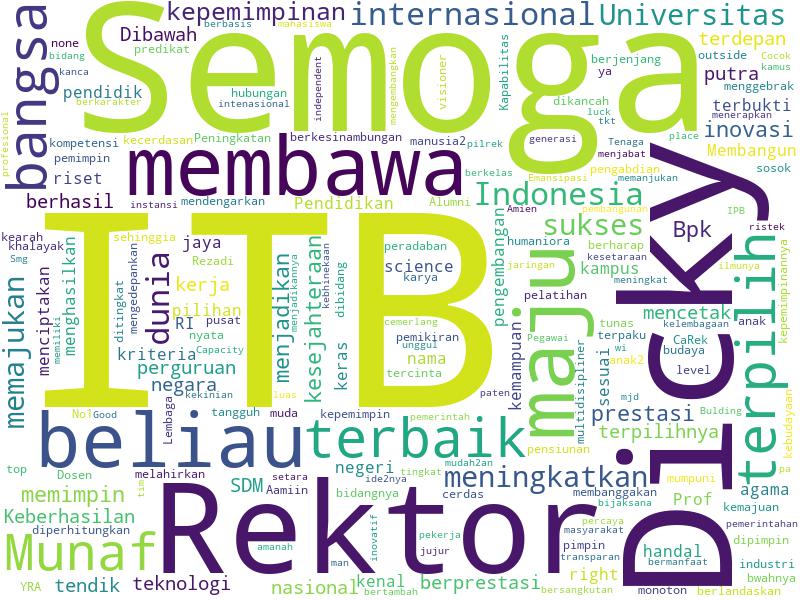 kepemimpinan
internasional
Universitas
bangsa
Semoga
none
Dibawah
berbasis
mahasiswa
bidang
predikat
kanca
pendidik
berkarakter
hubungan
intenasional
independent
mengembangkan
visioner
Kapabilitas
berjenjang
ya
terdepan
outside
Cocok
kamus
putra
menggebrak
dikancah
luck
tkt
terbukti
menerapkan
profesional
kompetensi
kecerdasan
Peningkatan
berkesinambungan
manusia2
pilrek
generasi
Tenaga
place
inovasi
pemimpin
membawa
menjabat
Membangun
riset
berkelas
Emansipasi
pengabdian
memanjukan
sosok
berhasil
instansi
mendengarkan
Pendidikan
Alumni
Indonesia
Amien
pembangunan
IPB
ITB
kearah
khalayak
Smg
sehinggia
jaya
Rezadi
peradaban
science
karya
pengembangan
humaniora
sukses
berharap
Bpk
kesetaraan
ristek
jaringan
kampus
meningkat
ilmunya
kepemimpinannya
memajukan
menciptakan
memiliki
menghasilkan
ditingkat
mengedepankan
dunia
kerja
pilihan
RI
pusat
nyata
kriteria
Capacity
perguruan
negara
menjadikan
menjadikannya
kesejahteraan
kebhinekaan
dibidang
keras
cemerlang
pemikiran
unggul
nama
tercinta
kemampuan
maju
pelatihan
mencetak
kelembagaan
anak
tunas
terpaku
CaRek
budaya
Pegawai
wi
anak2
level
multidisipliner
sesuai
terpilih
Dicky
No1
Good
kekinian
luas
paten
Lembaga
tangguh
muda
kepemimpin
pemerintah
prestasi
mjd
Bulding
terpilihnya
kebudayaan
beliau
terbaik
pensiunan
top
Dosen
melahirkan
setara
negeri
tingkat
mudah2an
meningkatkan
pa
mumpuni
agama
memimpin
tim
SDM
Aamiin
ide2nya
bidangnya
cerdas
membanggakan
bijaksana
Prof
kemajuan
Keberhasilan
diperhitungkan
Rektor
percaya
masyarakat
pemerintahan
dipimpin
Munaf
amanah
inovatif
pekerja
jujur
pimpin
transparan
handal
bermanfaat
industri
bwahnya
YRA
tendik
teknologi
nasional
man
kenal
bertambah
berprestasi
right
bersangkutan
monoton
berlandaskan